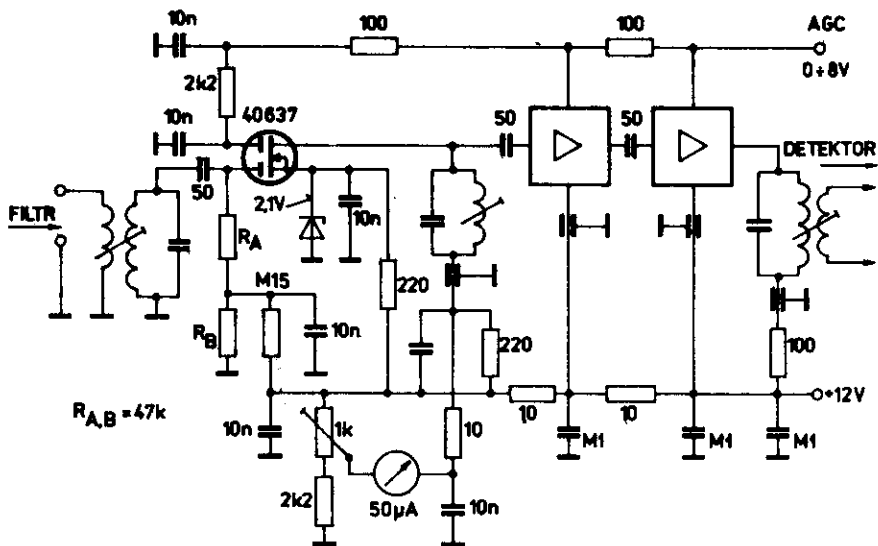 10n
100
100
AGC
0÷8V
2k2
10n
40637
50
50
DETEKTOR
50
FILTR
2,1V
10n
R_A
M15
220
R_B
10n
220
100
R_A,B = 47k
10
10
+12V
10n
1k
10
M1
M1
M1
2k2
50μA
10n